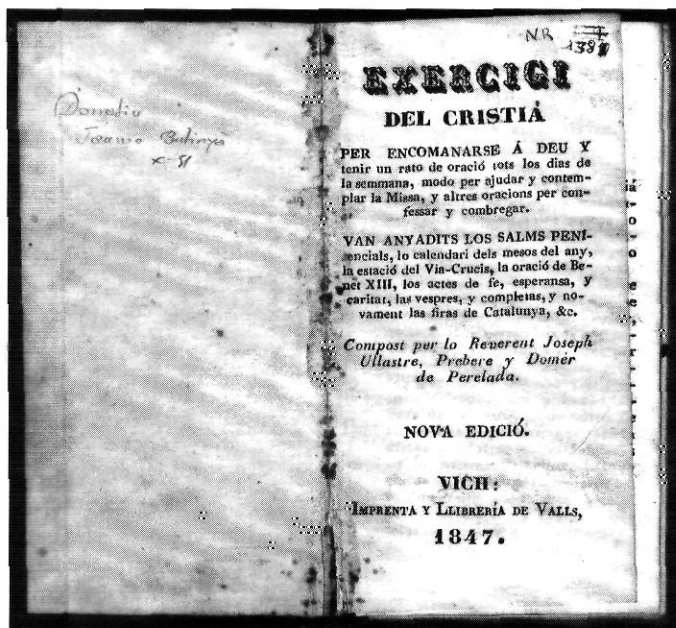 Donatiu
x-51
N.R
EXERCICI
DEL CRISTIÁ
PER ENCOMANARSE Á DEU Y
tenir un rato de oració tots los dias de
la semmana, modo per ajudar y contem-
plar la Missa, y altres oracions per con-
fessar y combregar.
VAN ANYADITS LOS SALMS PENI-
encials, lo calendari dels mesos del any,
la estació del Via-Crucis, la oració de Be-
net XIII, los actes de fe, esperansa, y
caritat, las vespres, y completas, y no-
vament las firas de Catalunya, &c.
Compost per lo Reverent Joseph
Ullastre, Prebere y Domér
de Perelada.
NOVA EDICIÓ.
VICH:
IMPRENTA Y LLIBRERÍA DE VALLS,
1847.